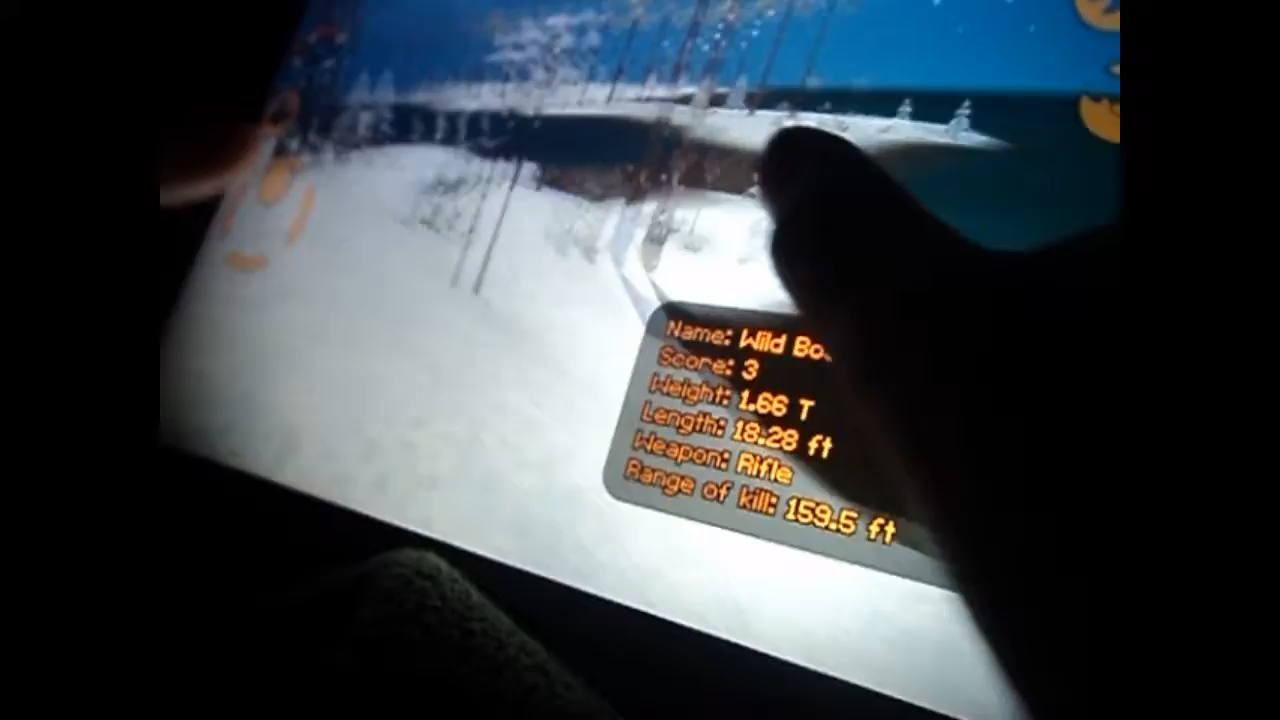 Name: Wild Bo
Score: 3
Weight: 1.66 T
Length: 18.28 ft
Weapon: Rifle
Range of kill: 159.5 ft